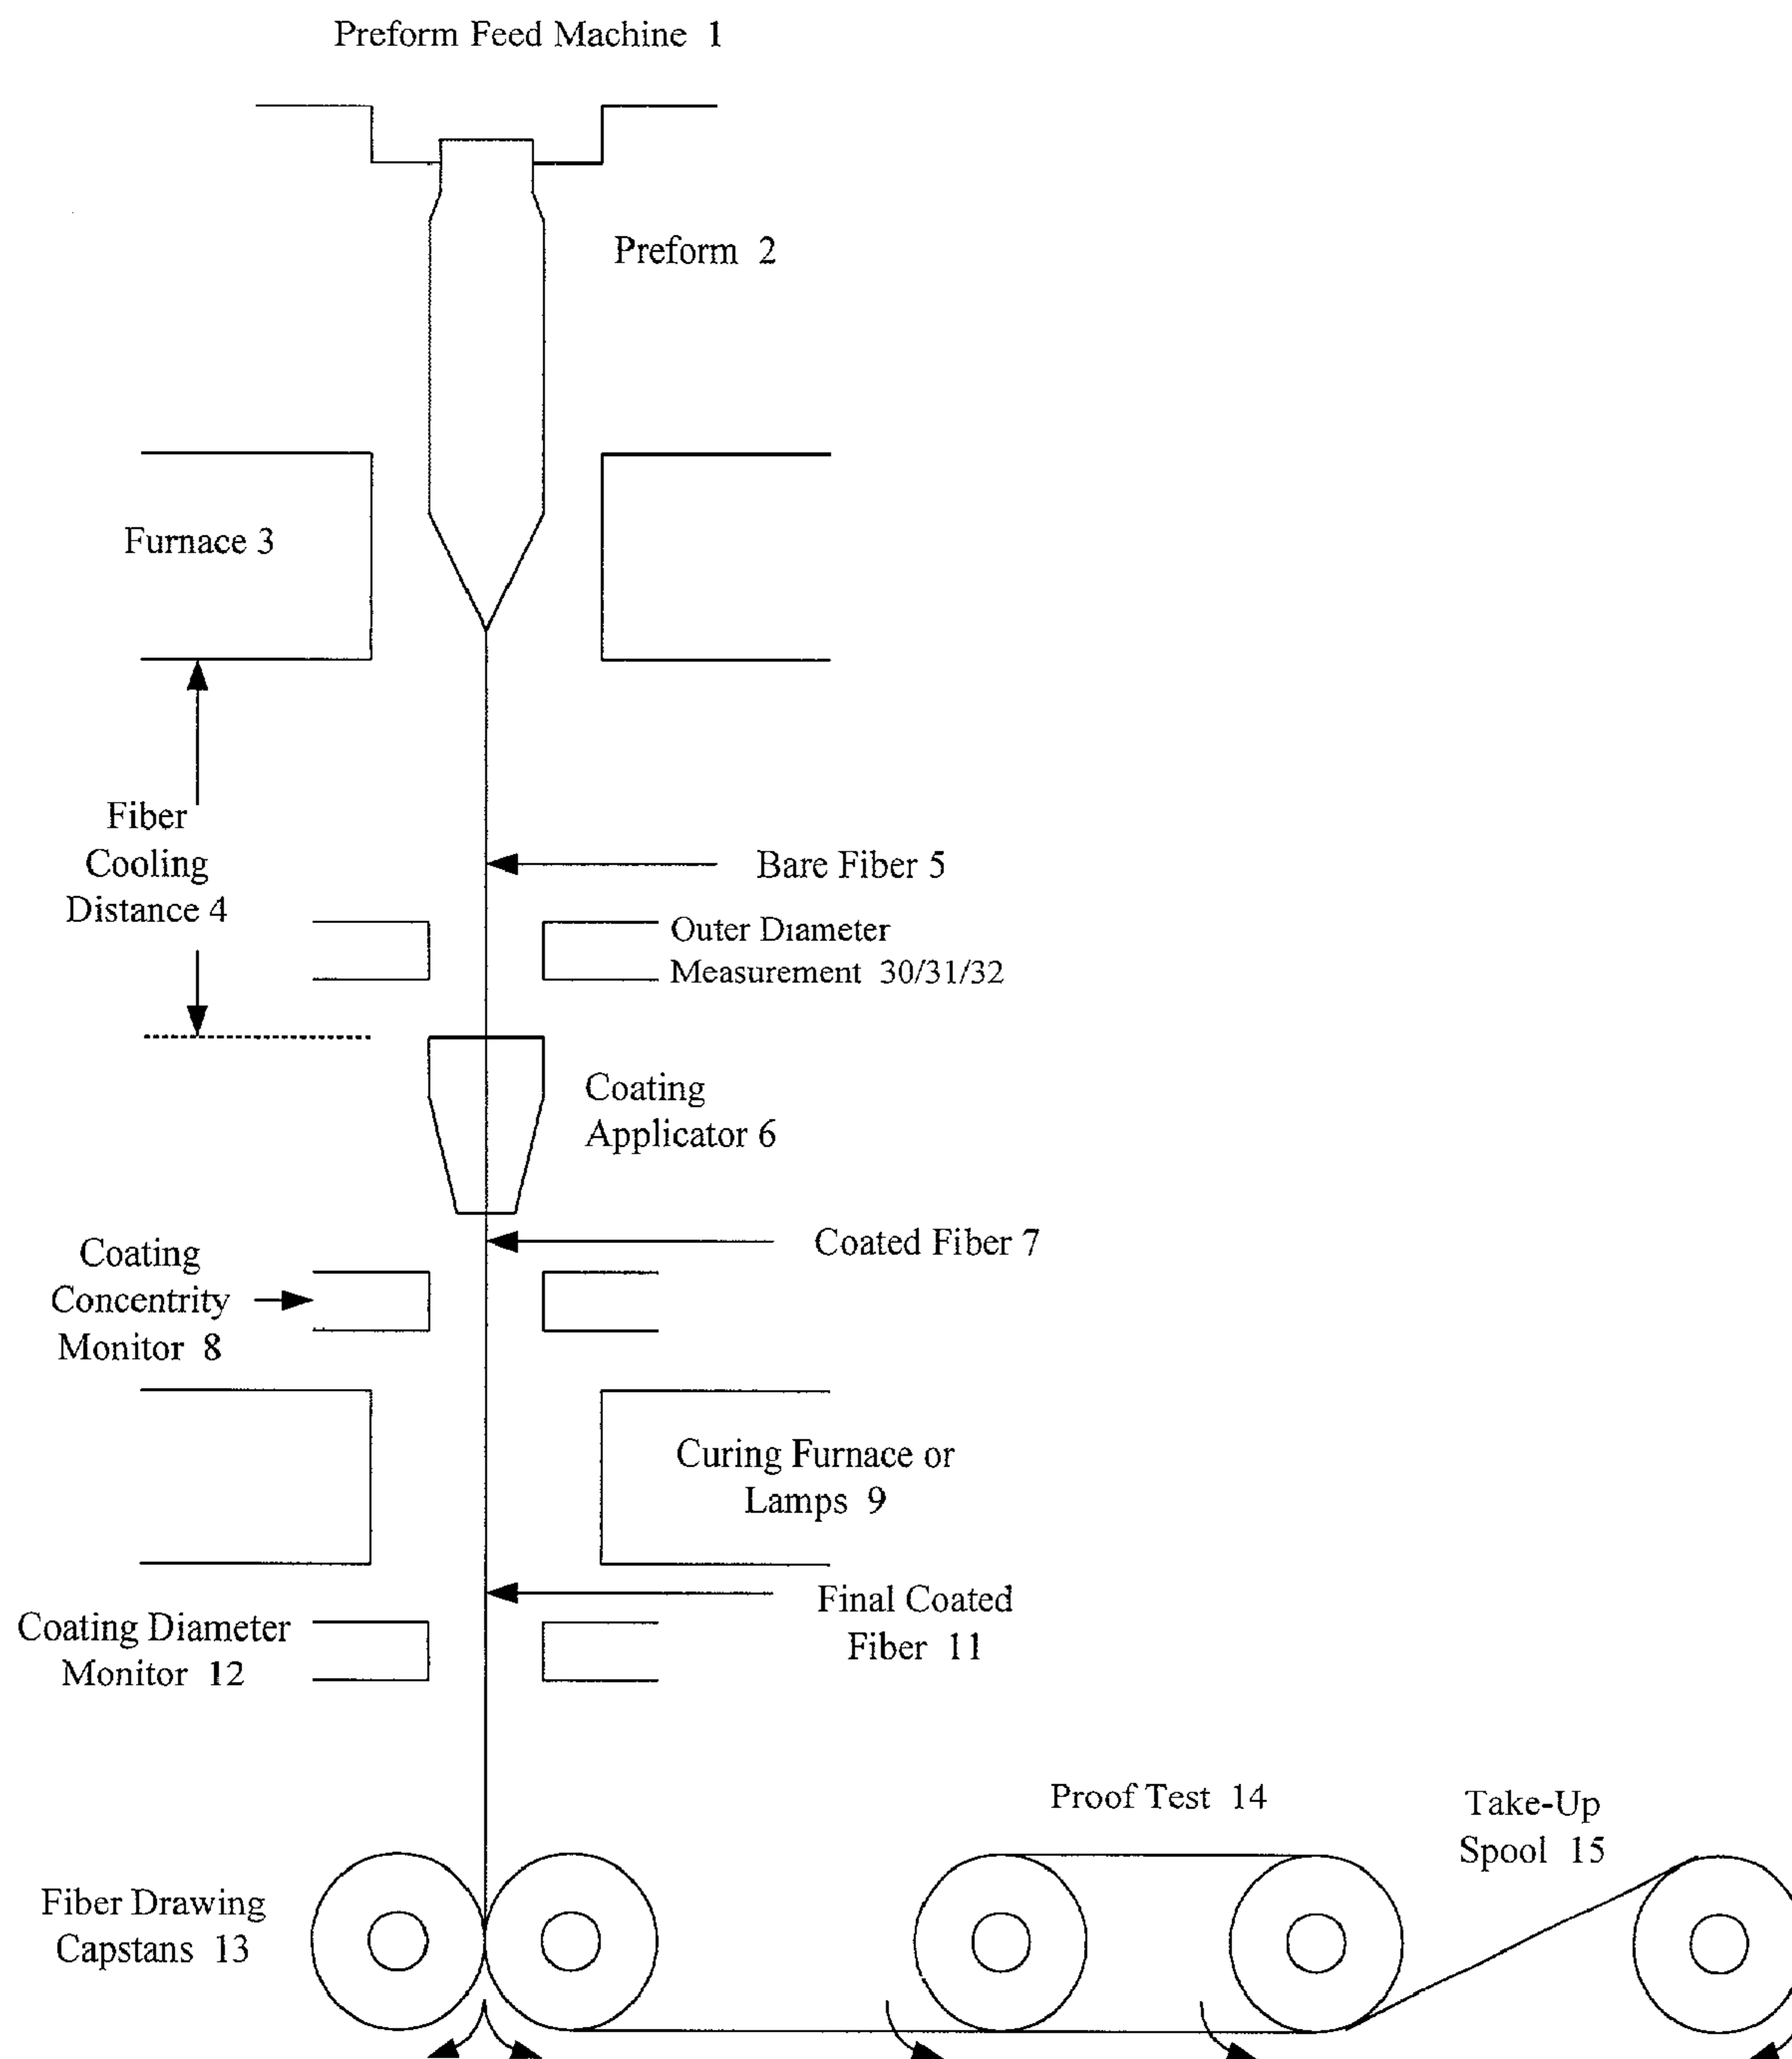 Preform Feed Machine 1
Preform 2
Furnace 3
Fiber
Cooling
Distance 4
Bare Fiber 5
Outer Diameter
Measurement 30/31/32
Coating
Applicator 6
Coated Fiber 7
Coating
Concentrity
Monitor 8
Curing Furnace or
Lamps 9
Final Coated
Fiber 11
Coating Diameter
Monitor 12
Proof Test 14
Take-Up
Spool 15
Fiber Drawing
Capstans 13